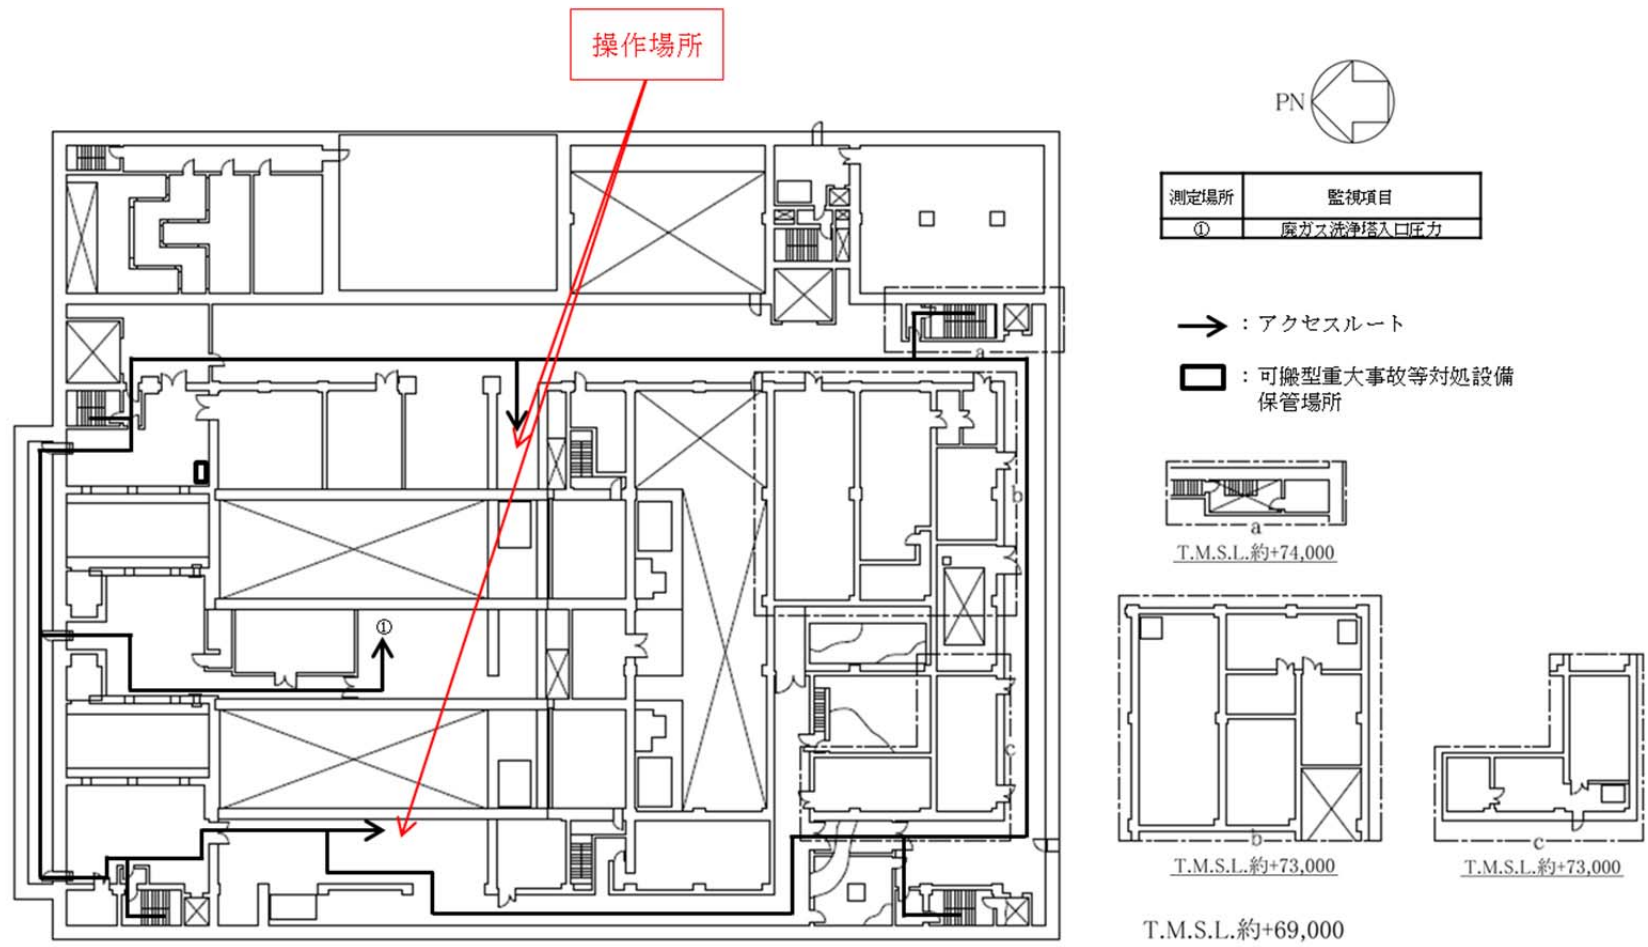 操作場所
PN
測定場所 監視項目
① 廃ガス洗浄塔入口圧力
：アクセスルート
：可搬型重大事故等対処設備
保管場所
a
b
c
①
a
T.M.S.L.約+74,000
b
T.M.S.L.約+73,000
c
T.M.S.L.約+73,000
T.M.S.L.約+69,000